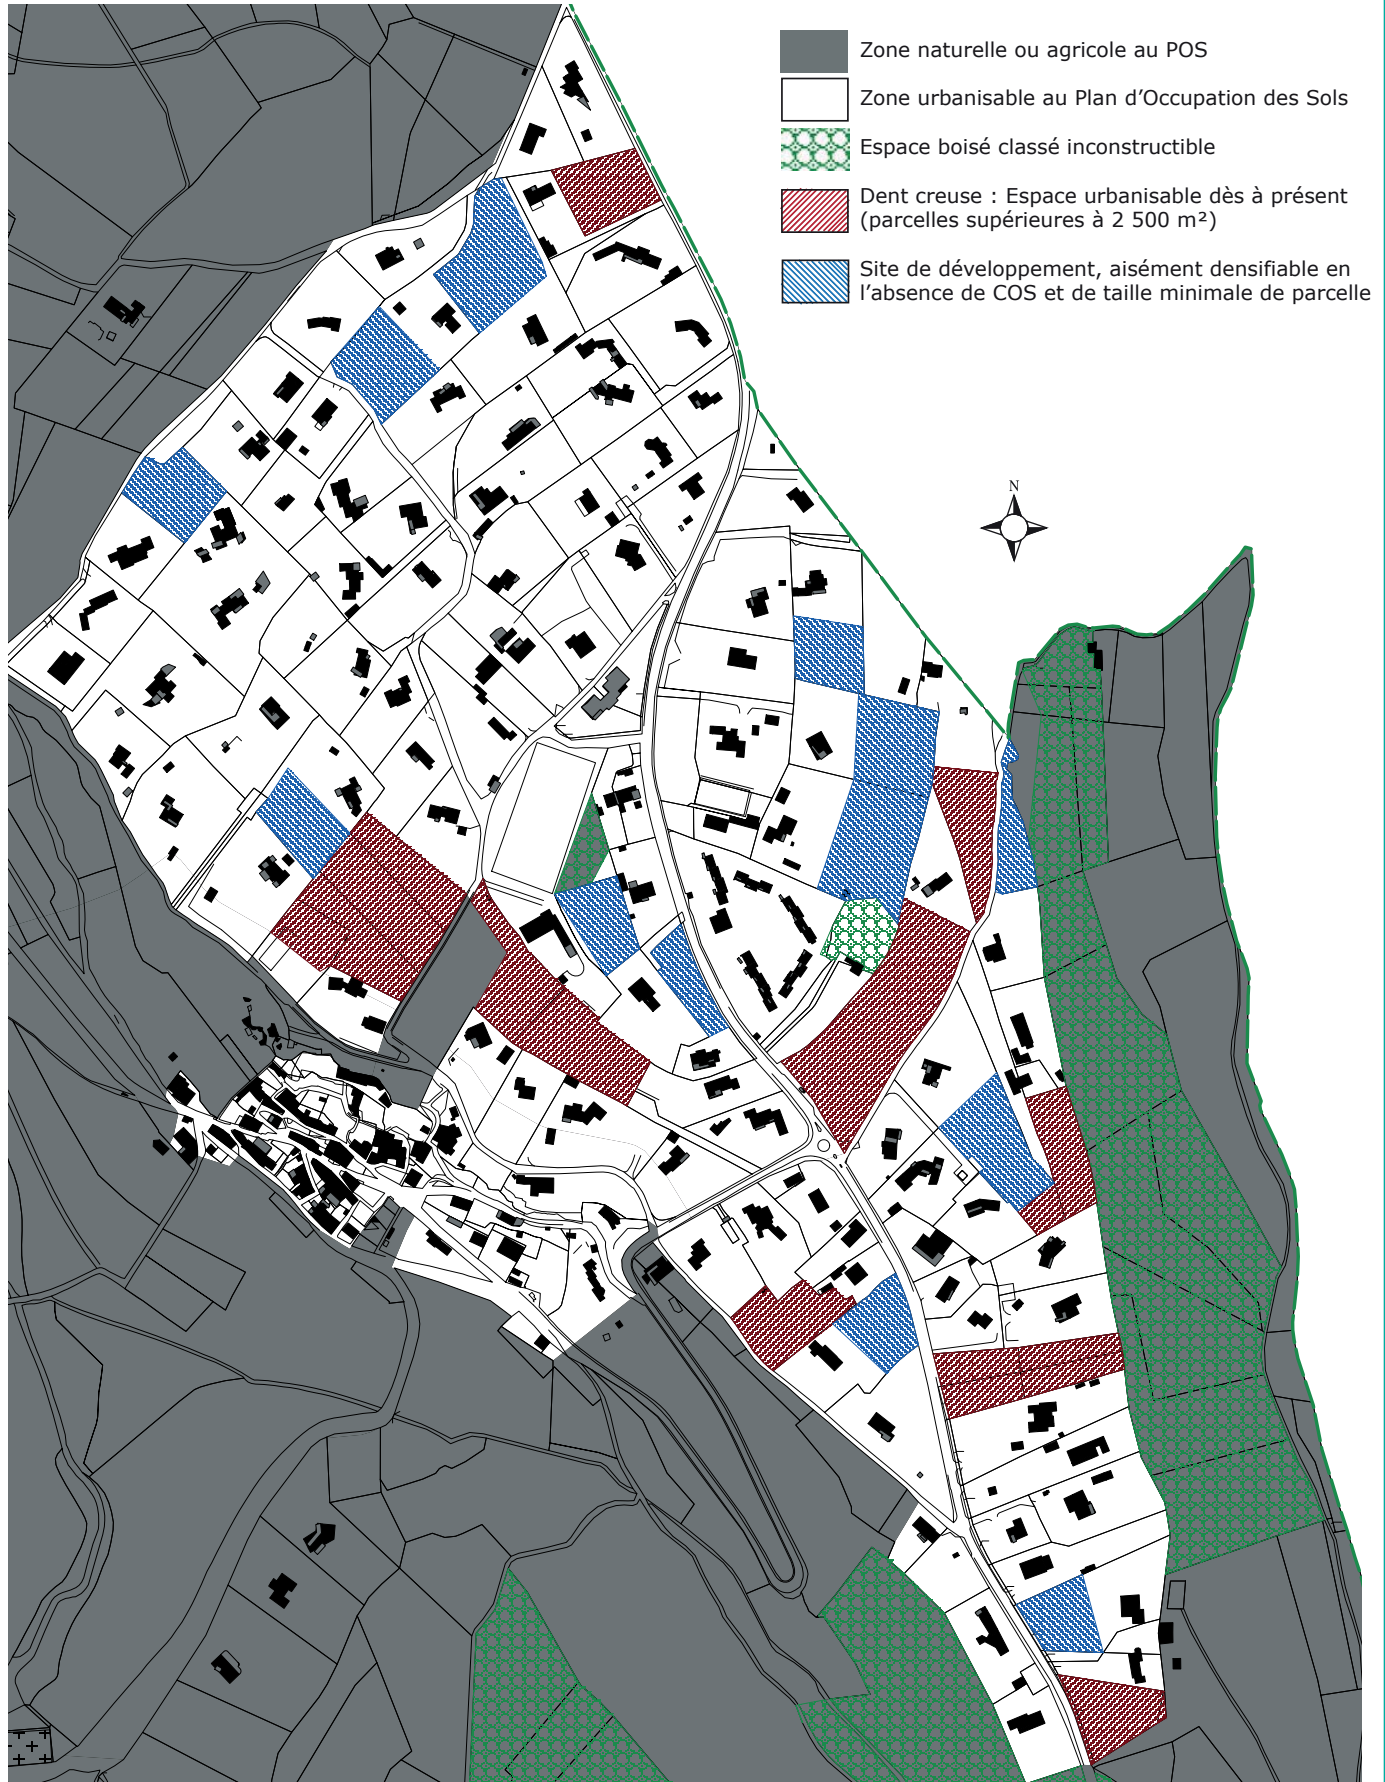 Zone naturelle ou agricole au POS
Zone urbanisable au Plan d’Occupation des Sols
Espace boisé classé inconstructible
Dent creuse : Espace urbanisable dès à présent
(parcelles supérieures à 2 500 m²)
Site de développement, aisément densifiable en
l’absence de COS et de taille minimale de parcelle
N